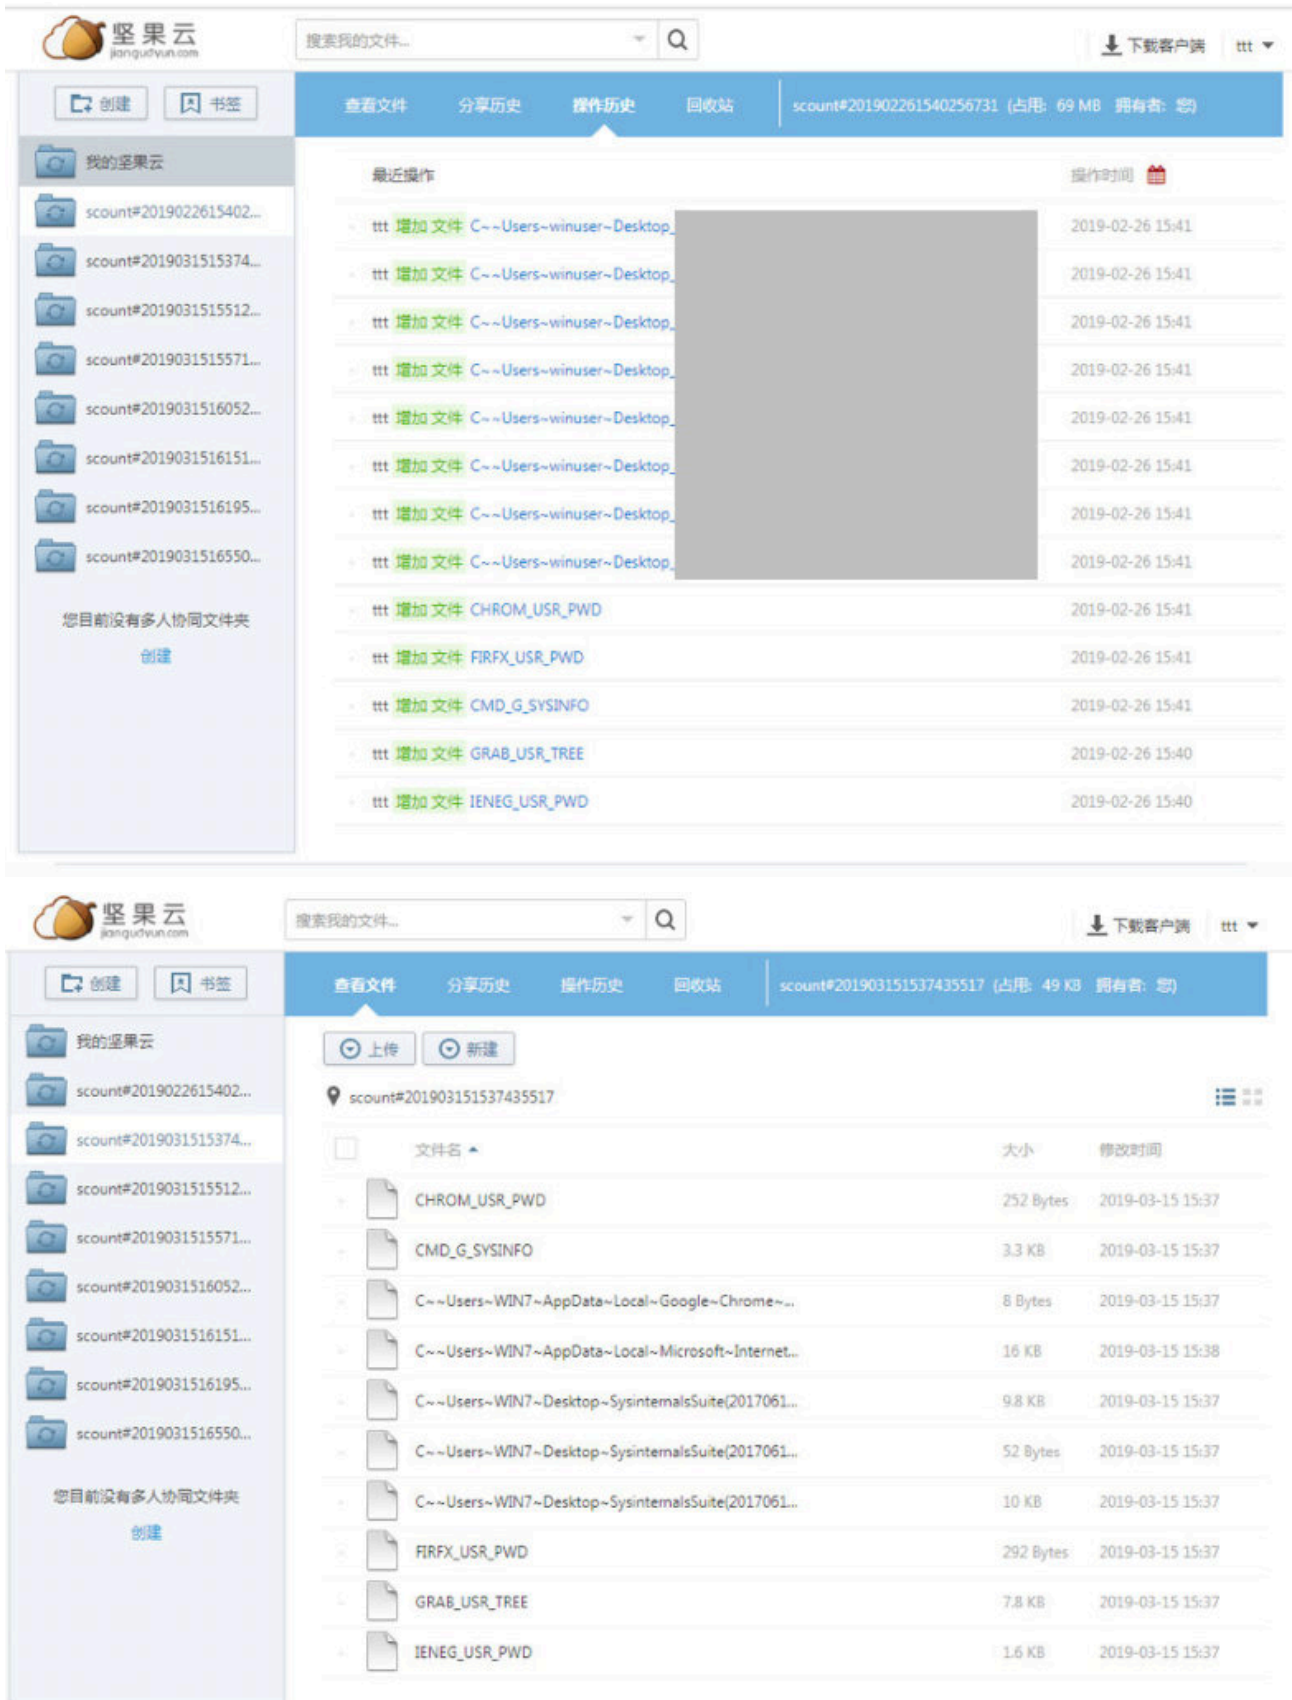 坚果云
jianguoyun.com
搜索我的文件...
下载客户端 ttt
创建 书签
查看文件 分享历史 操作历史 回收站 scount#201902261540256731 (占用: 69 MB 拥有者: 您)
我的坚果云
scount#2019022615402...
scount#2019031515374...
scount#2019031515512...
scount#2019031515571...
scount#2019031516052...
scount#2019031516151...
scount#2019031516195...
scount#2019031516550...
您目前没有多人协同文件夹
创建
最近操作 操作时间
ttt 增加 文件 C~~Users~winuser~Desktop_ 2019-02-26 15:41
ttt 增加 文件 C~~Users~winuser~Desktop_ 2019-02-26 15:41
ttt 增加 文件 C~~Users~winuser~Desktop_ 2019-02-26 15:41
ttt 增加 文件 C~~Users~winuser~Desktop_ 2019-02-26 15:41
ttt 增加 文件 C~~Users~winuser~Desktop_ 2019-02-26 15:41
ttt 增加 文件 C~~Users~winuser~Desktop_ 2019-02-26 15:41
ttt 增加 文件 C~~Users~winuser~Desktop_ 2019-02-26 15:41
ttt 增加 文件 C~~Users~winuser~Desktop_ 2019-02-26 15:41
ttt 增加 文件 CHROM_USR_PWD 2019-02-26 15:41
ttt 增加 文件 FIRFX_USR_PWD 2019-02-26 15:41
ttt 增加 文件 CMD_G_SYSINFO 2019-02-26 15:41
ttt 增加 文件 GRAB_USR_TREE 2019-02-26 15:40
ttt 增加 文件 IENEG_USR_PWD 2019-02-26 15:40
坚果云
jianguoyun.com
搜索我的文件...
下载客户端 ttt
创建 书签
查看文件 分享历史 操作历史 回收站 scount#201903151537435517 (占用: 49 KB 拥有者: 您)
我的坚果云
scount#2019022615402...
scount#2019031515374...
scount#2019031515512...
scount#2019031515571...
scount#2019031516052...
scount#2019031516151...
scount#2019031516195...
scount#2019031516550...
您目前没有多人协同文件夹
创建
上传 新建
scount#201903151537435517
文件名 大小 修改时间
CHROM_USR_PWD 252 Bytes 2019-03-15 15:37
CMD_G_SYSINFO 3.3 KB 2019-03-15 15:37
C~~Users~WIN7~AppData~Local~Google~Chrome~... 8 Bytes 2019-03-15 15:37
C~~Users~WIN7~AppData~Local~Microsoft~Internet... 16 KB 2019-03-15 15:38
C~~Users~WIN7~Desktop~SysinternalsSuite(2017061... 9.8 KB 2019-03-15 15:37
C~~Users~WIN7~Desktop~SysinternalsSuite(2017061... 52 Bytes 2019-03-15 15:37
C~~Users~WIN7~Desktop~SysinternalsSuite(2017061... 10 KB 2019-03-15 15:37
FIRFX_USR_PWD 292 Bytes 2019-03-15 15:37
GRAB_USR_TREE 7.8 KB 2019-03-15 15:37
IENEG_USR_PWD 1.6 KB 2019-03-15 15:37